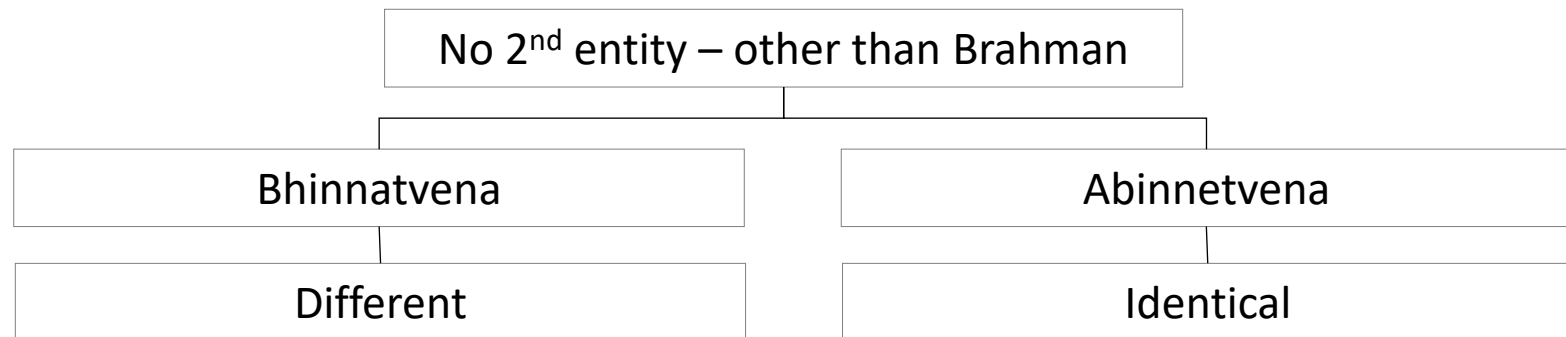 No 2nd entity – other than Brahman
Bhinnatvena
Abinnetvena
Different
Identical